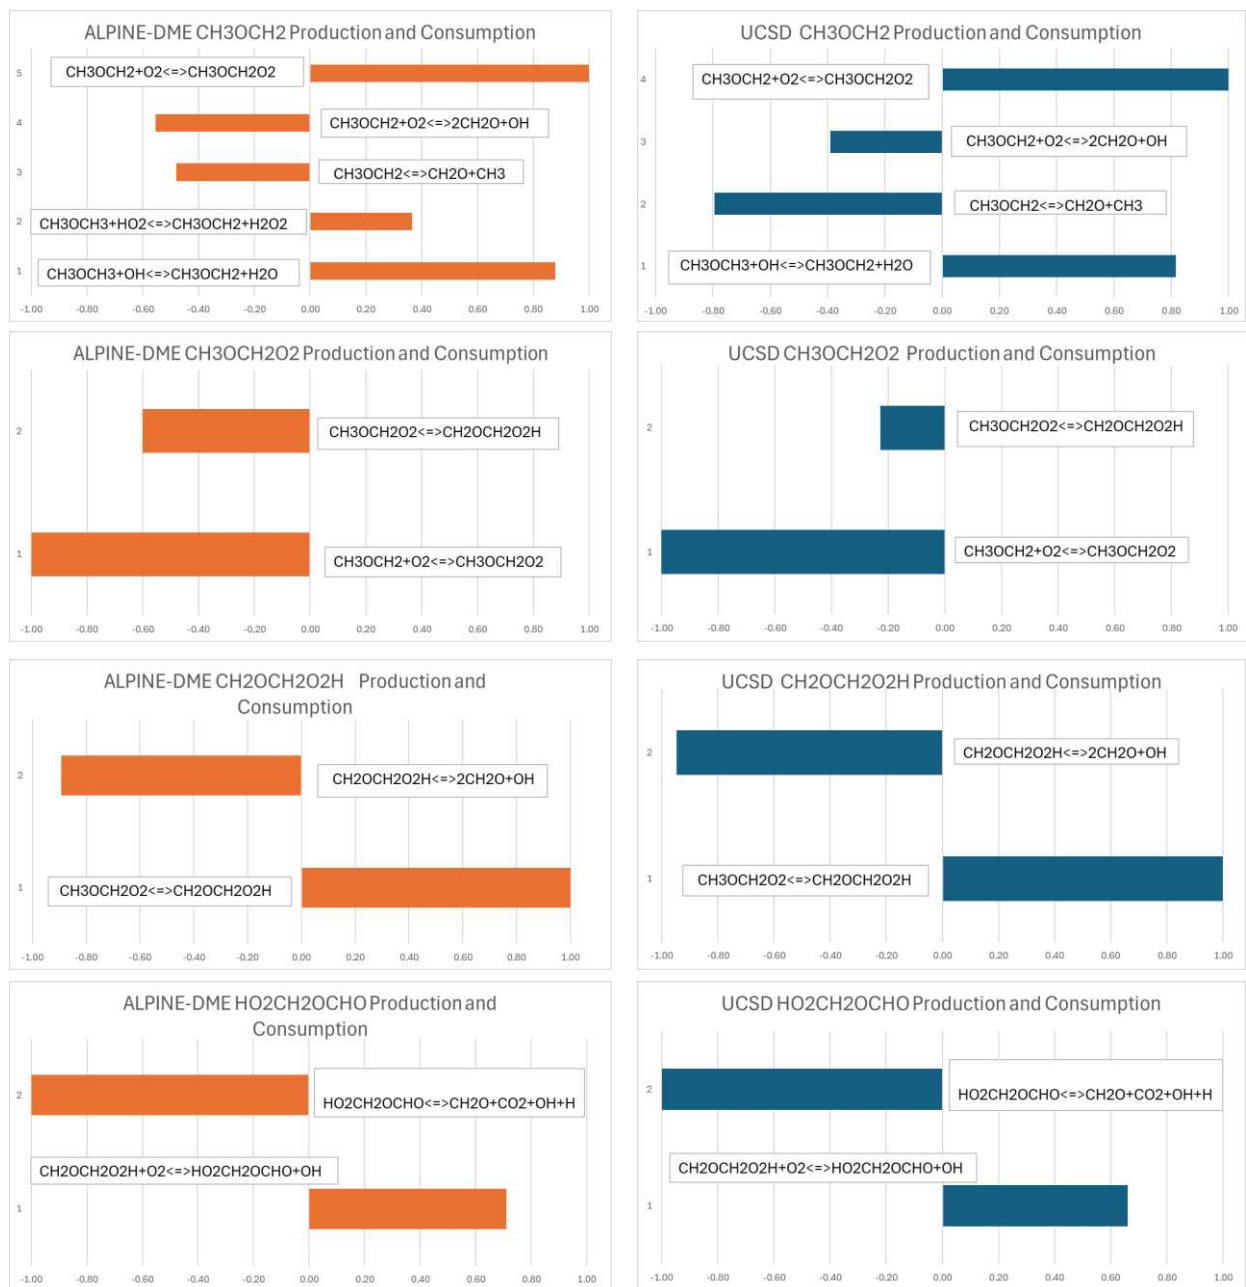 ALPINE-DME CH3OCH2 Production and Consumption
5
CH3OCH2+O2<=>CH3OCH2O2
4
CH3OCH2+O2<=>2CH2O+OH
3
CH3OCH2<=>CH2O+CH3
2
CH3OCH3+HO2<=>CH3OCH2+H2O2
1
CH3OCH3+OH<=>CH3OCH2+H2O
-1.00 -0.80 -0.60 -0.40 -0.20 0.00 0.20 0.40 0.60 0.80 1.00
UCSD CH3OCH2 Production and Consumption
4
CH3OCH2+O2<=>CH3OCH2O2
3
CH3OCH2+O2<=>2CH2O+OH
2
CH3OCH2<=>CH2O+CH3
1
CH3OCH3+OH<=>CH3OCH2+H2O
-1.00 -0.80 -0.60 -0.40 -0.20 0.00 0.20 0.40 0.60 0.80 1.00
ALPINE-DME CH3OCH2O2 Production and Consumption
2
CH3OCH2O2<=>CH2OCH2O2H
1
CH3OCH2+O2<=>CH3OCH2O2
-1.00 -0.80 -0.60 -0.40 -0.20 0.00 0.20 0.40 0.60 0.80 1.00
UCSD CH3OCH2O2 Production and Consumption
2
CH3OCH2O2<=>CH2OCH2O2H
1
CH3OCH2+O2<=>CH3OCH2O2
-1.00 -0.80 -0.60 -0.40 -0.20 0.00 0.20 0.40 0.60 0.80 1.00
ALPINE-DME CH2OCH2O2H Production and
Consumption
2
CH2OCH2O2H<=>2CH2O+OH
1
CH3OCH2O2<=>CH2OCH2O2H
-1.00 -0.80 -0.60 -0.40 -0.20 0.00 0.20 0.40 0.60 0.80 1.00
UCSD CH2OCH2O2H Production and Consumption
2
CH2OCH2O2H<=>2CH2O+OH
1
CH3OCH2O2<=>CH2OCH2O2H
-1.00 -0.80 -0.60 -0.40 -0.20 0.00 0.20 0.40 0.60 0.80 1.00
ALPINE-DME HO2CH2OCHO Production and
Consumption
2
HO2CH2OCHO<=>CH2O+CO2+OH+H
CH2OCH2O2H+O2<=>HO2CH2OCHO+OH
1
-1.00 -0.80 -0.60 -0.40 -0.20 0.00 0.20 0.40 0.60 0.80 1.00
UCSD HO2CH2OCHO Production and Consumption
2
HO2CH2OCHO<=>CH2O+CO2+OH+H
CH2OCH2O2H+O2<=>HO2CH2OCHO+OH
1
-1.00 -0.80 -0.60 -0.40 -0.20 0.00 0.20 0.40 0.60 0.80 1.00